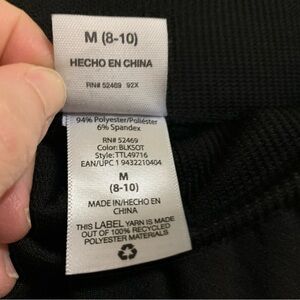 M (8-10)
HECHO EN CHINA
RN# 52469 92X
94% Polyester/Poliéster
6% Spandex
RN# 52469
Color: BLKSOT
Style: TTL49716
EAN/UPC 1 9432210404
M
(8-10)
MADE IN/HECHO EN
CHINA
THIS LABEL YARN IS MADE
OUT OF 100% RECYCLED
POLYESTER MATERIALS